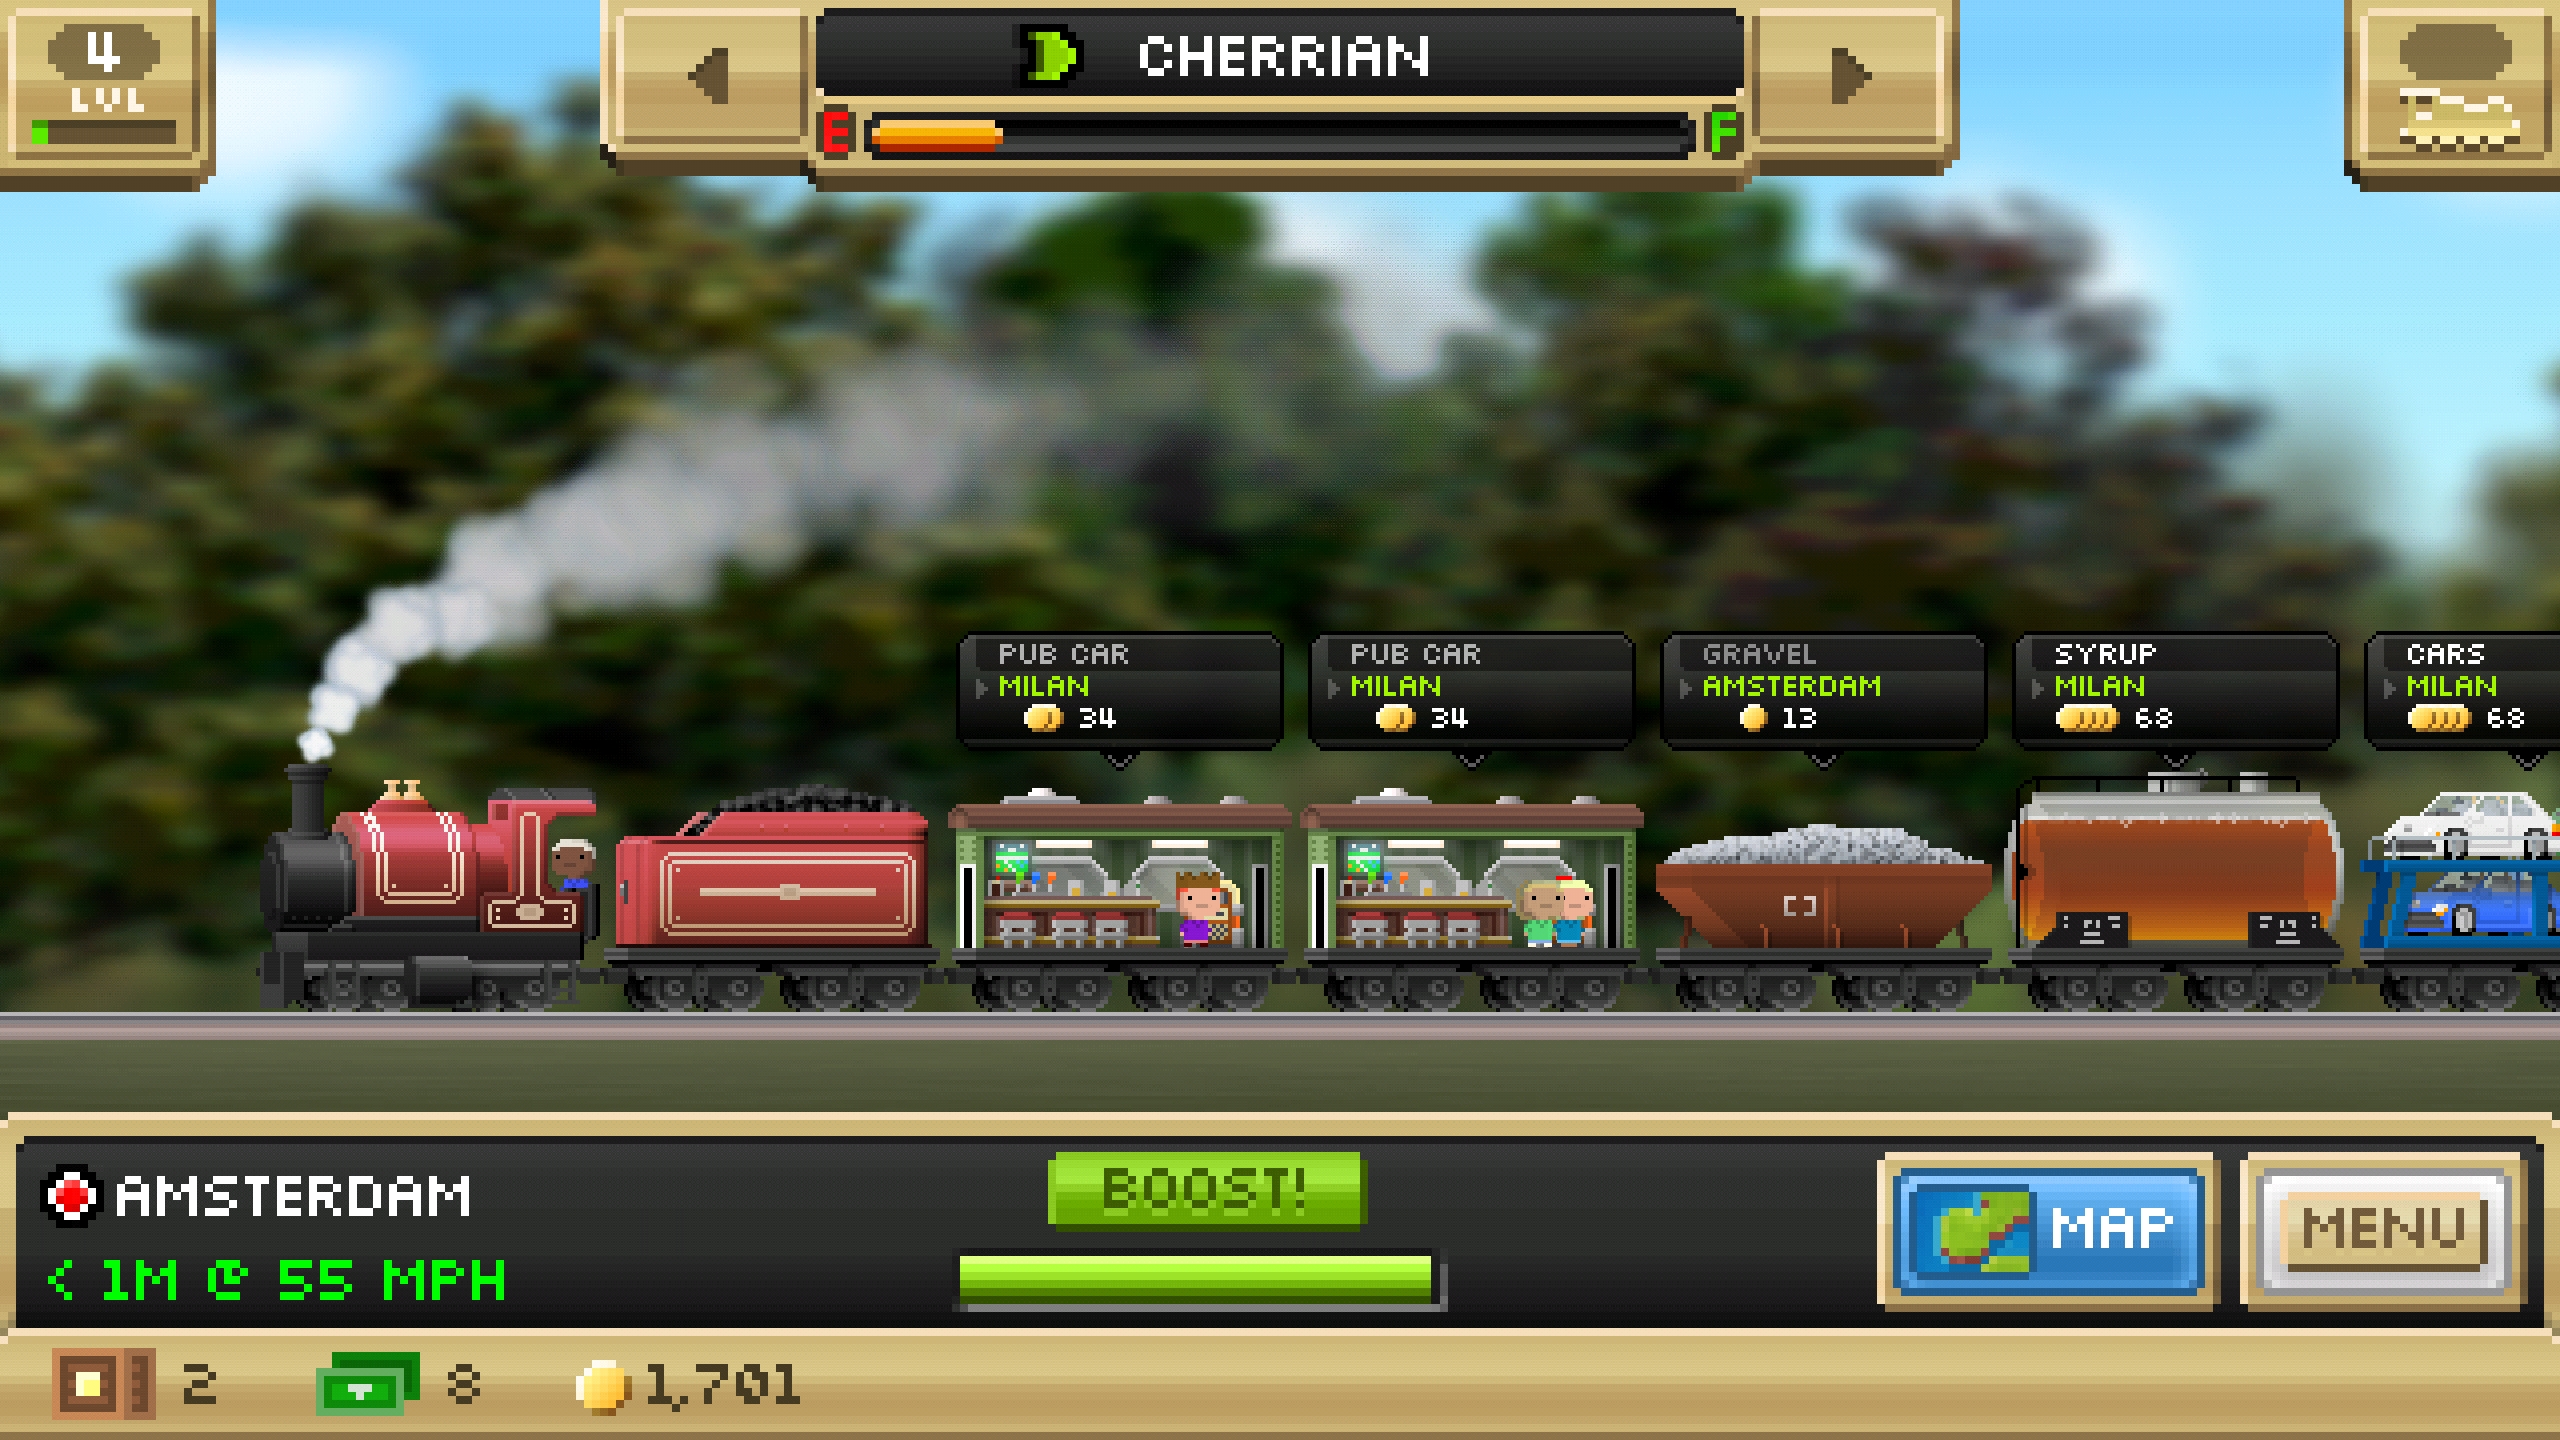 4
LVL
CHERRIAN
E F
PUB CAR
MILAN
34
PUB CAR
MILAN
34
GRAVEL
AMSTERDAM
13
SYRUP
MILAN
68
CARS
MILAN
68
AMSTERDAM
< 1M @ 55 MPH
BOOST!
MAP
MENU
2
8
1,701